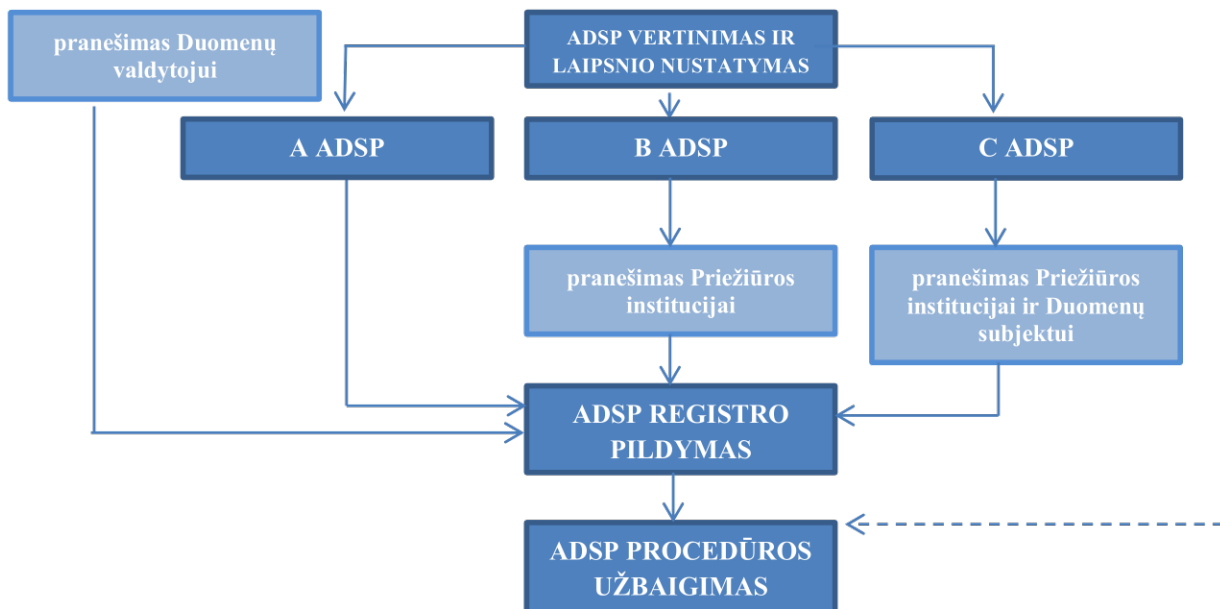 pranešimas Duomenų
valdytojui
ADSP VERTINIMAS IR
LAIPSNIO NUSTATYMAS
A ADSP
B ADSP
C ADSP
pranešimas Priežiūros
institucijai
pranešimas Priežiūros
institucijai ir Duomenų
subjektui
ADSP REGISTRO
PILDYMAS
ADSP PROCEDŪROS
UŽBAIGIMAS